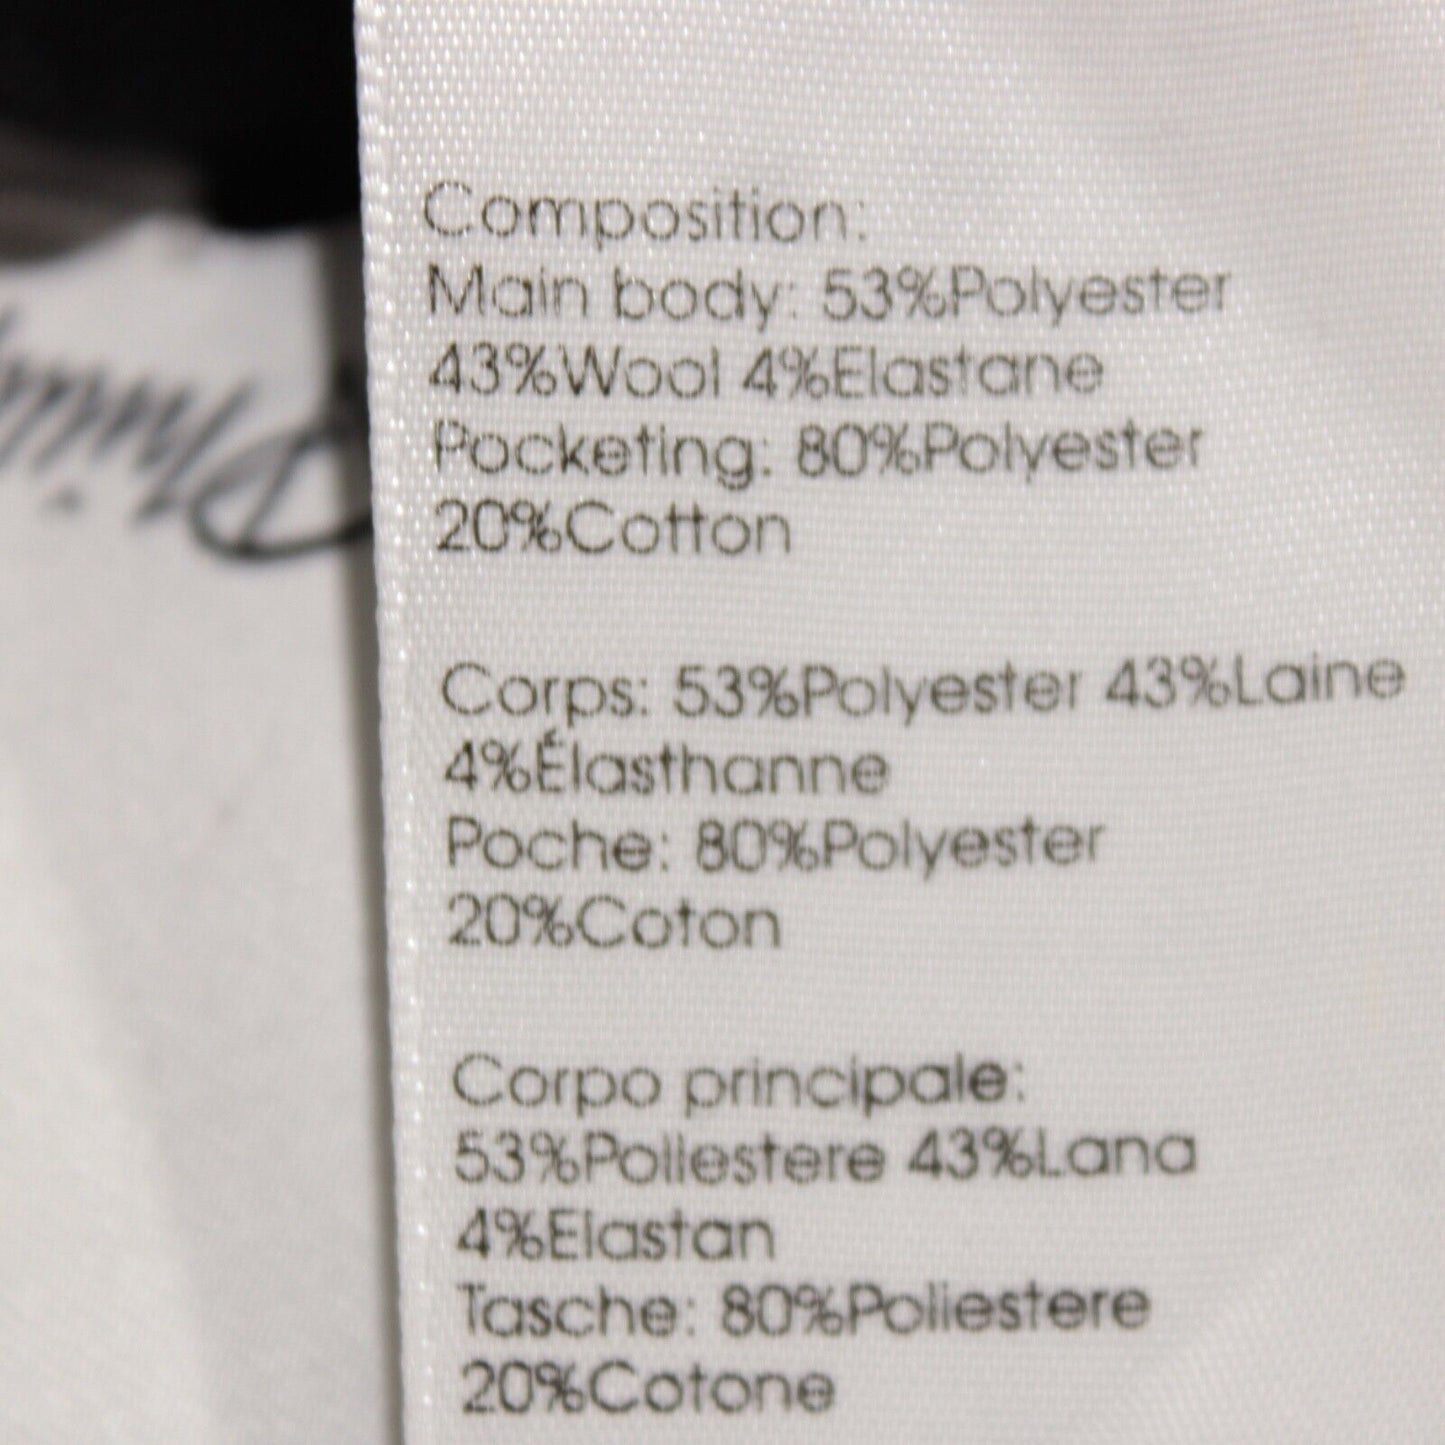 Composition:
Main body: 53%Polyester
43%Wool 4%Elastane
Pocketing: 80%Polyester
20%Cotton
Corps: 53%Polyester 43%Laine
4%Élasthanne
Poche: 80%Polyester
20%Coton
Corpo principale:
53%Poliestere 43%Lana
4%Elastan
Tasche: 80%Poliestere
20%Cotone